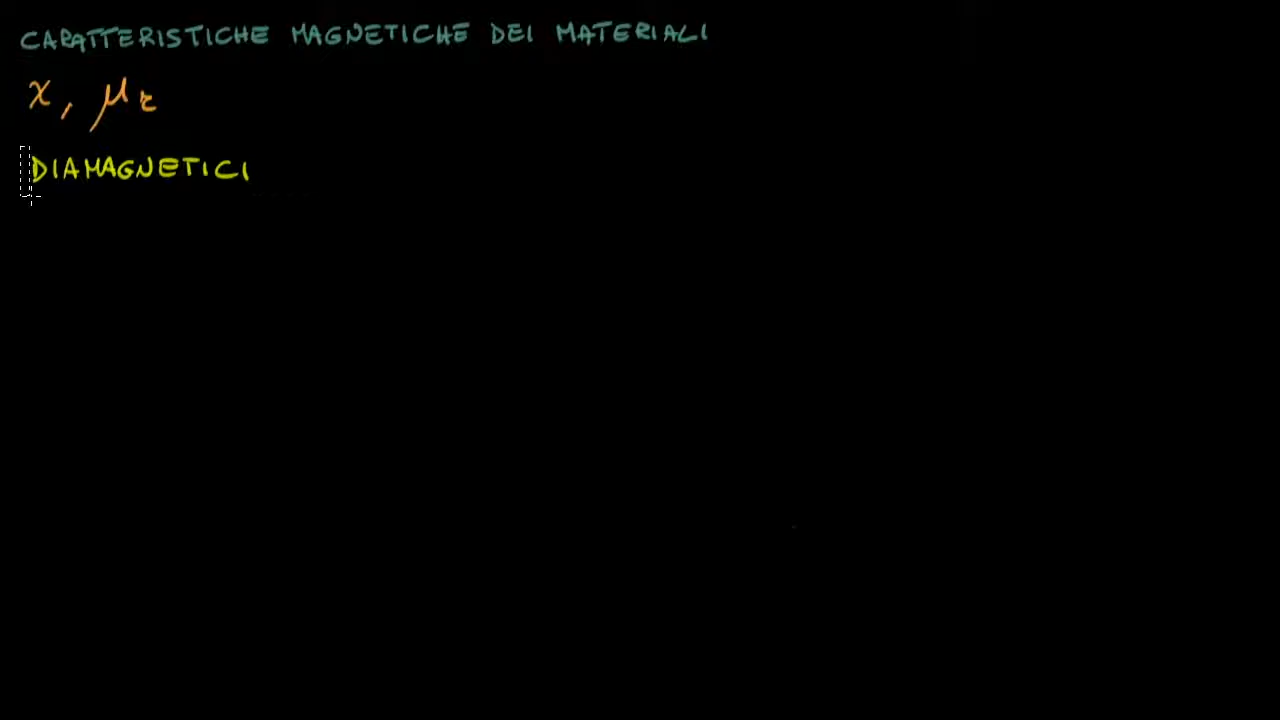 CARATTERISTICHE MAGNETICHE DEI MATERIALI
χ, μr
DIAMAGNETICI